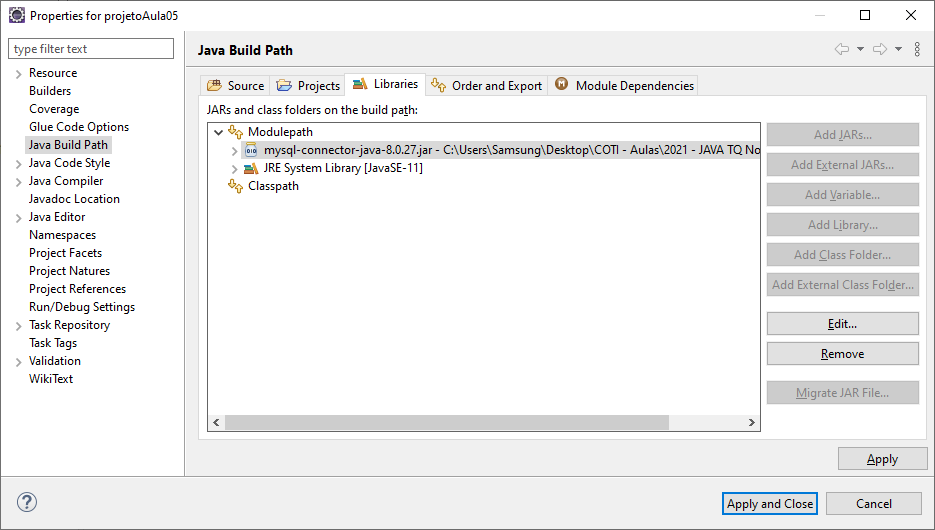 Properties for projetoAula05
type filter text
Resource
Builders
Coverage
Glue Code Options
Java Build Path
Java Code Style
Java Compiler
Javadoc Location
Java Editor
Namespaces
Project Facets
Project Natures
Project References
Run/Debug Settings
Task Repository
Task Tags
Validation
WikiText
Java Build Path
Source Projects Libraries Order and Export Module Dependencies
JARs and class folders on the build path:
Modulepath
mysql-connector-java-8.0.27.jar - C:\Users\Samsung\Desktop\COTI - Aulas\2021 - JAVA TQ No
JRE System Library [JavaSE-11]
Classpath
Add JARs...
Add External JARs...
Add Variable...
Add Library...
Add Class Folder...
Add External Class Folder...
Edit...
Remove
Migrate JAR File...
Apply
Apply and Close
Cancel